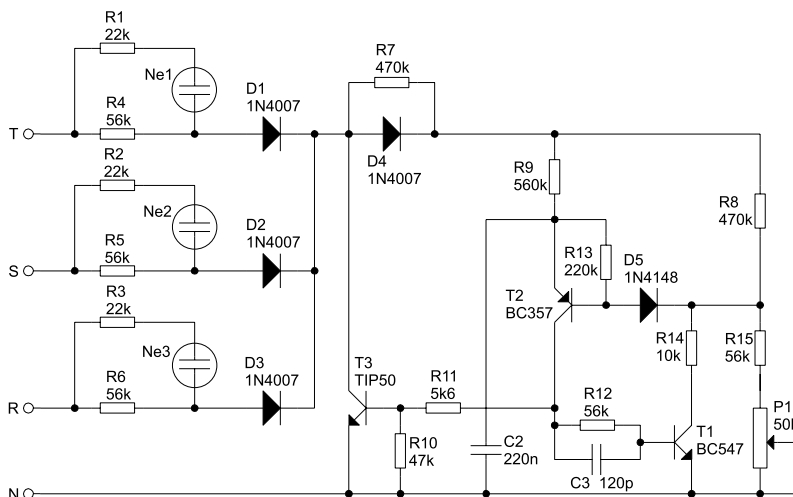 R1
22k
Ne1
R4
56k
D1
1N4007
T
R7
470k
D4
1N4007
R2
22k
Ne2
R5
56k
D2
1N4007
S
R9
560k
R8
470k
R13
220k
D5
1N4148
T2
BC357
R3
22k
Ne3
R6
56k
D3
1N4007
R
T3
TIP50
R11
5k6
R14
10k
R15
56k
R12
56k
P1
T1
BC547
R10
47k
C2
220n
C3 120p
N